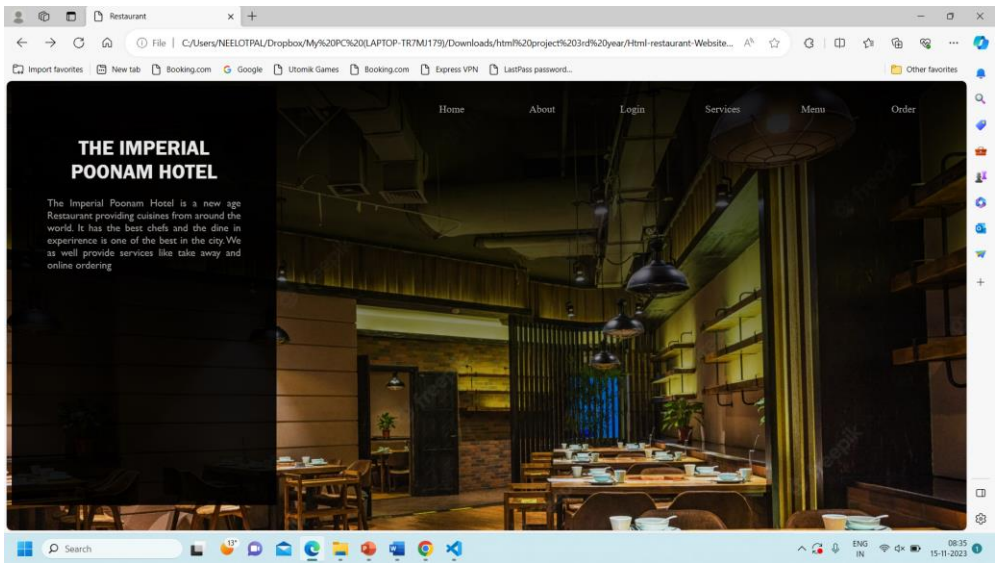 Restaurant
File C:/Users/NEELOTPAL/Dropbox/My%20PC%20(LAPTOP-TR7MJ179)/Downloads/html%20project%203rd%20year/Html-restaurant-Website...
Import favorites New tab Booking.com Google Utomik Games Booking.com Express VPN LastPass password... Other favorites
Home About Login Services Menu Order
THE IMPERIAL
POONAM HOTEL
The Imperial Poonam Hotel is a new age
Restaurant providing cuisines from around the
world. It has the best chefs and the dine in
experirence is one of the best in the city. We
as well provide services like take away and
online ordering
freepik
Search
13°
ENG
IN
08:35
15-11-2023
1